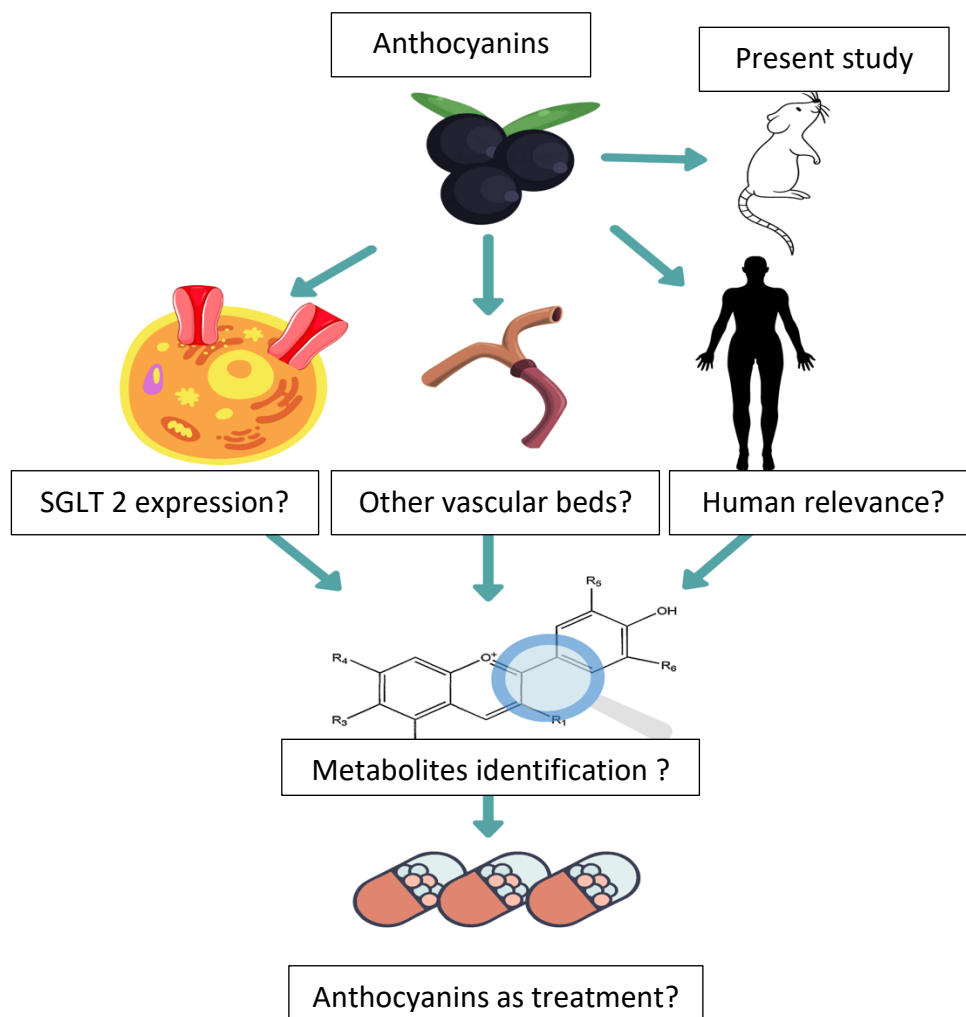 Anthocyanins
Present study
SGLT 2 expression?
Other vascular beds?
Human relevance?
R5
OH
R4
O+
R6
R3
R1
Metabolites identification ?
Anthocyanins as treatment?